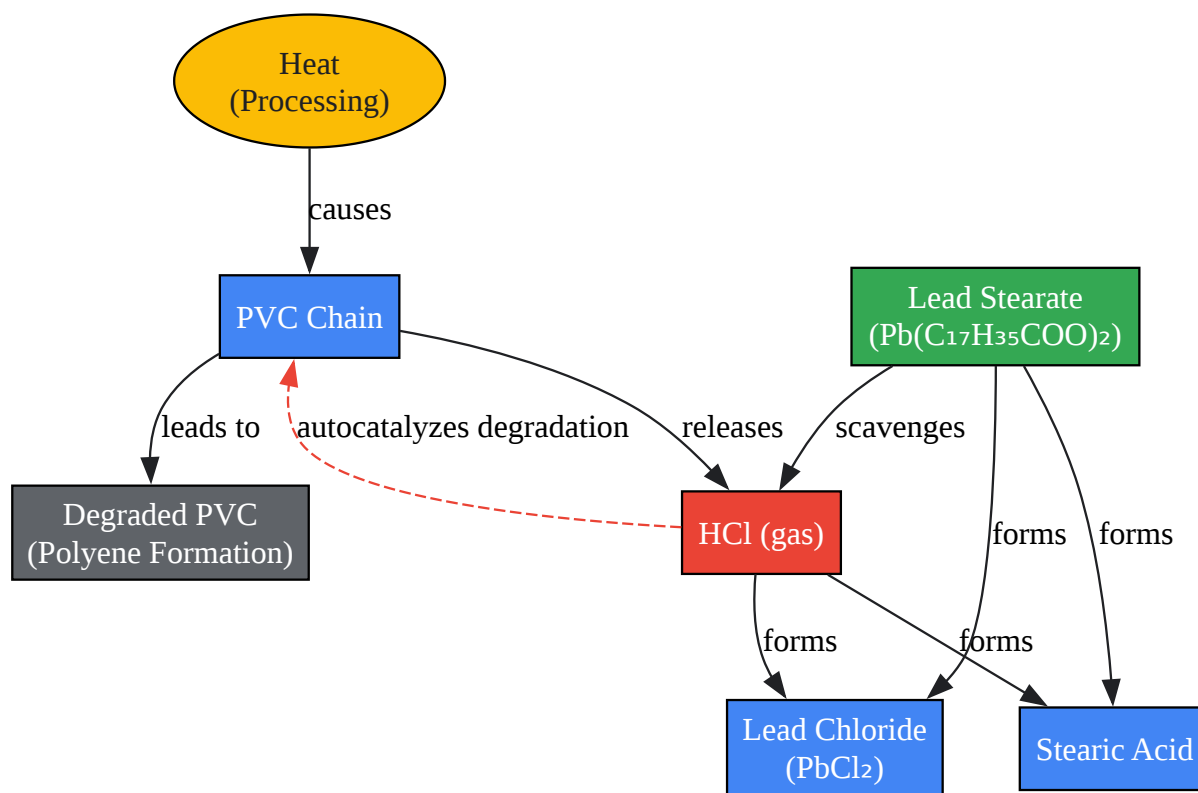 Heat
(Processing)
causes
PVC Chain
Lead Stearate
(Pb(C₁₇H₃₅COO)₂)
leads to
autocatalyzes degradation
releases
scavenges
Degraded PVC
(Polyene Formation)
HCl (gas)
forms
forms
forms
forms
Lead Chloride
(PbCl₂)
Stearic Acid